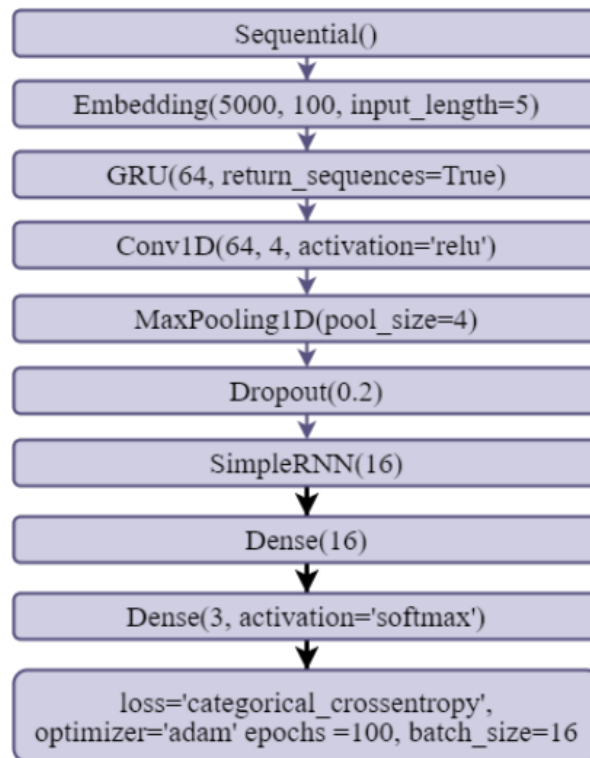 Sequential()
Embedding(5000, 100, input_length=5)
GRU(64, return_sequences=True)
Conv1D(64, 4, activation='relu')
MaxPooling1D(pool_size=4)
Dropout(0.2)
SimpleRNN(16)
Dense(16)
Dense(3, activation='softmax')
loss='categorical_crossentropy',
optimizer='adam' epochs =100, batch_size=16